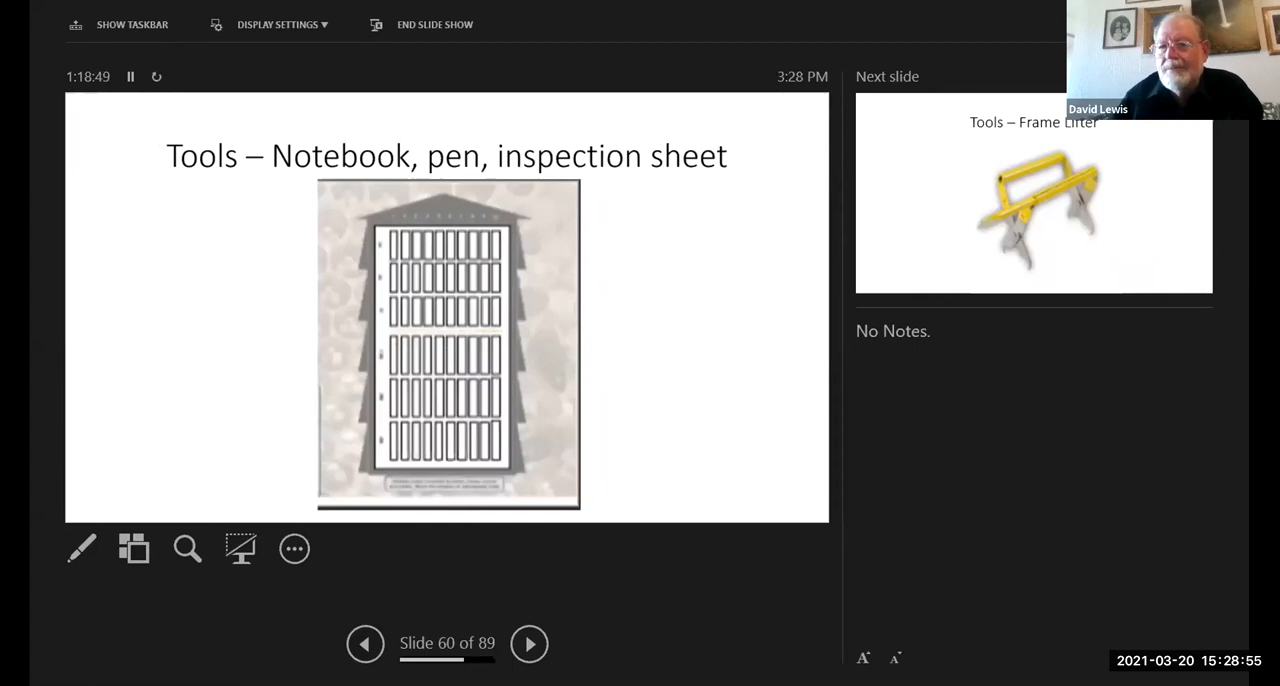 SHOW TASKBAR
DISPLAY SETTINGS ▼
END SLIDE SHOW
1:18:49
3:28 PM
Next slide
David Lewis
Tools – Notebook, pen, inspection sheet
Tools – Frame Lifter
No Notes.
Slide 60 of 89
A
A
2021-03-20 15:28:55